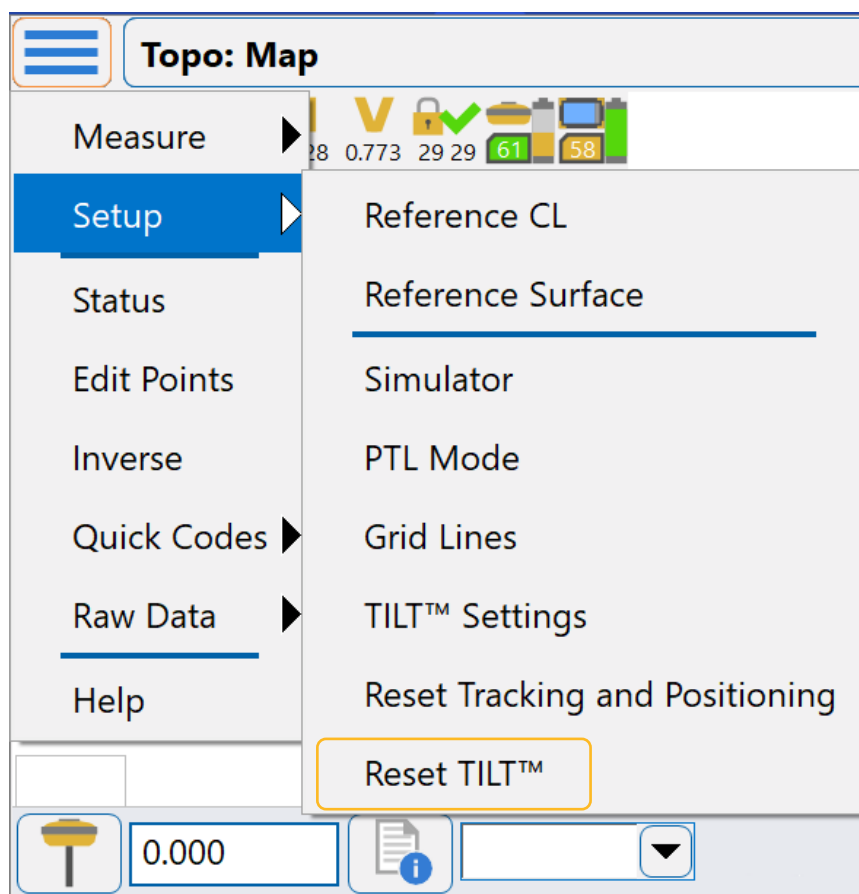 Topo: Map
28 0.773 29 29 61 58
Measure
Setup
Status
Edit Points
Inverse
Quick Codes
Raw Data
Help
Reference CL
Reference Surface
Simulator
PTL Mode
Grid Lines
TILT™ Settings
Reset Tracking and Positioning
Reset TILT™
0.000